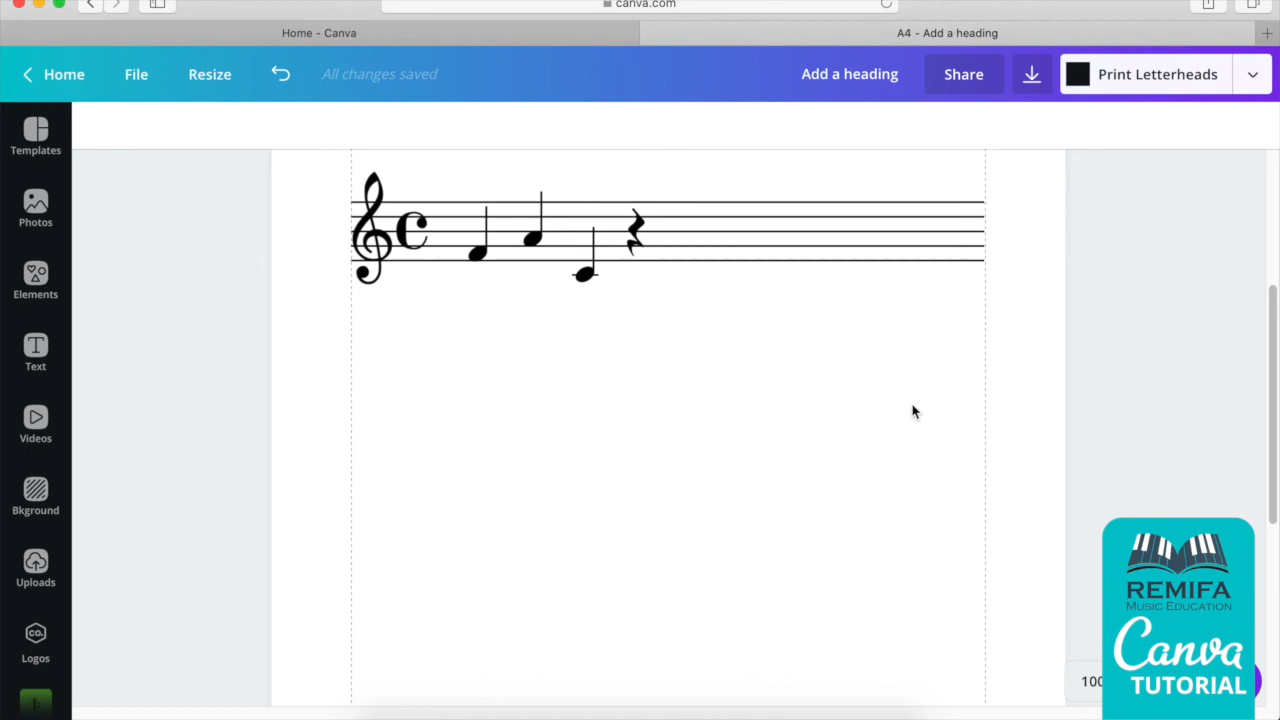 canva.com
Home - Canva
A4 - Add a heading
Home
File
Resize
All changes saved
Add a heading
Share
Print Letterheads
Templates
Photos
Elements
Text
Videos
Bkground
Uploads
CO.
Logos
REMIFA
MUSIC EDUCATION
Canva
TUTORIAL
100